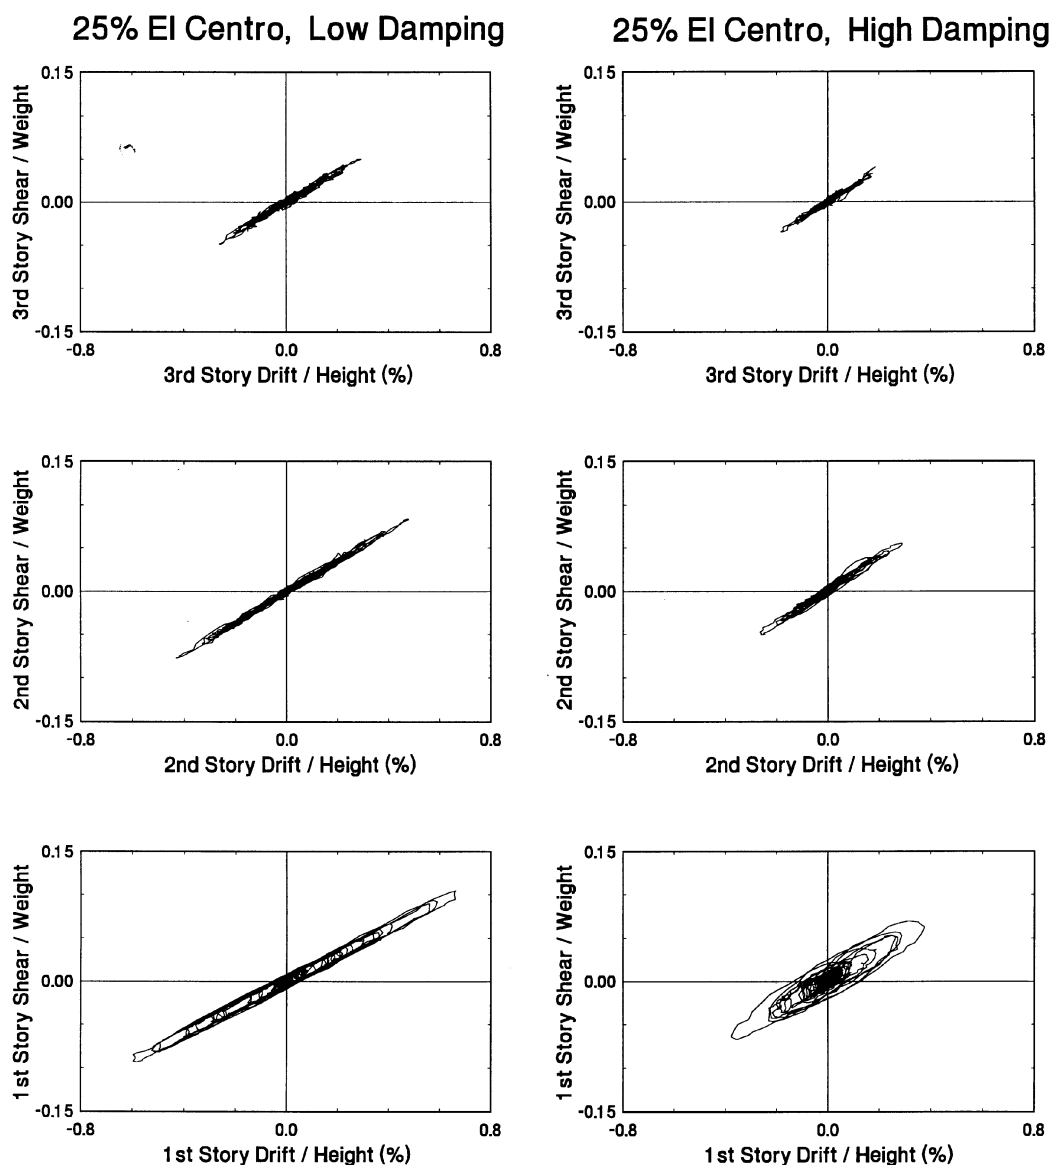 25% El Centro, Low Damping
25% El Centro, High Damping
0.15
3rd Story Shear / Weight
0.00
-0.15
-0.8
0.0
0.8
3rd Story Drift / Height (%)
0.15
3rd Story Shear / Weight
0.00
-0.15
-0.8
0.0
0.8
3rd Story Drift / Height (%)
0.15
2nd Story Shear / Weight
0.00
-0.15
-0.8
0.0
0.8
2nd Story Drift / Height (%)
0.15
2nd Story Shear / Weight
0.00
-0.15
-0.8
0.0
0.8
2nd Story Drift / Height (%)
0.15
1st Story Shear / Weight
0.00
-0.15
-0.8
0.0
0.8
1st Story Drift / Height (%)
0.15
1st Story Shear / Weight
0.00
-0.15
-0.8
0.0
0.8
1st Story Drift / Height (%)